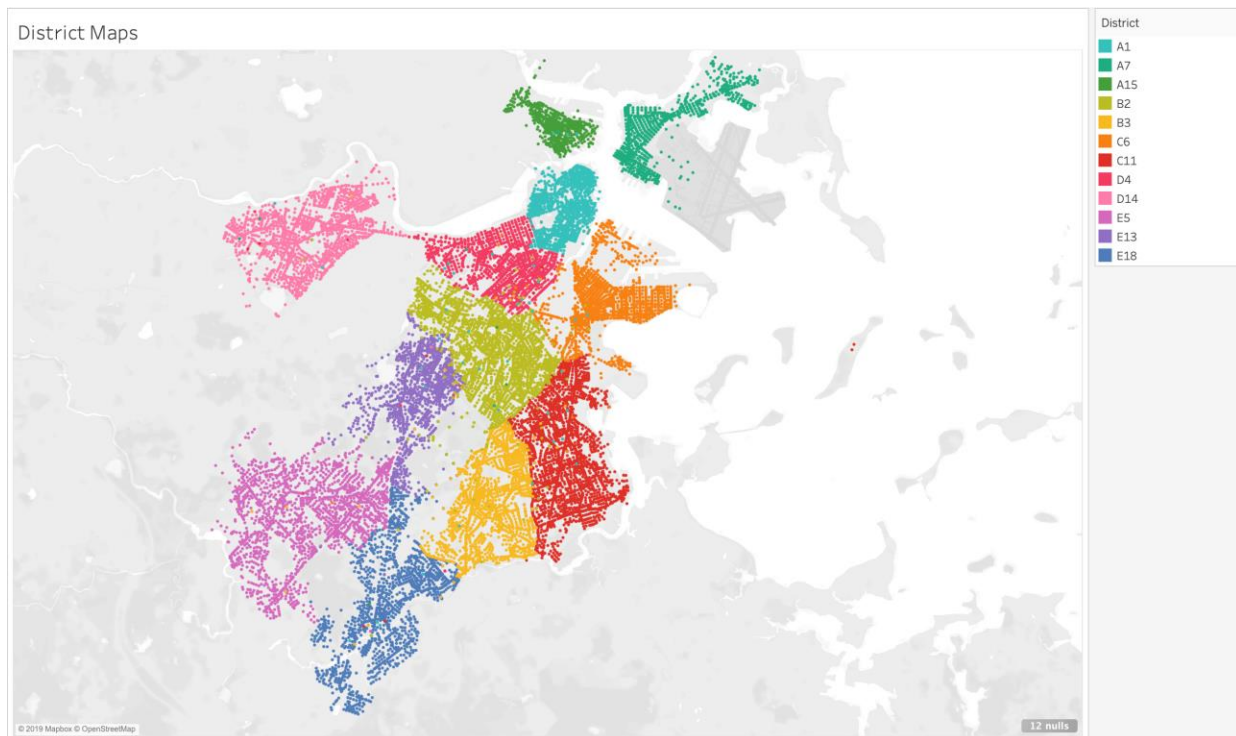 District Maps
District
A1
A7
A15
B2
B3
C6
C11
D4
D14
E5
E13
E18
© 2019 Mapbox © OpenStreetMap
12 nulls